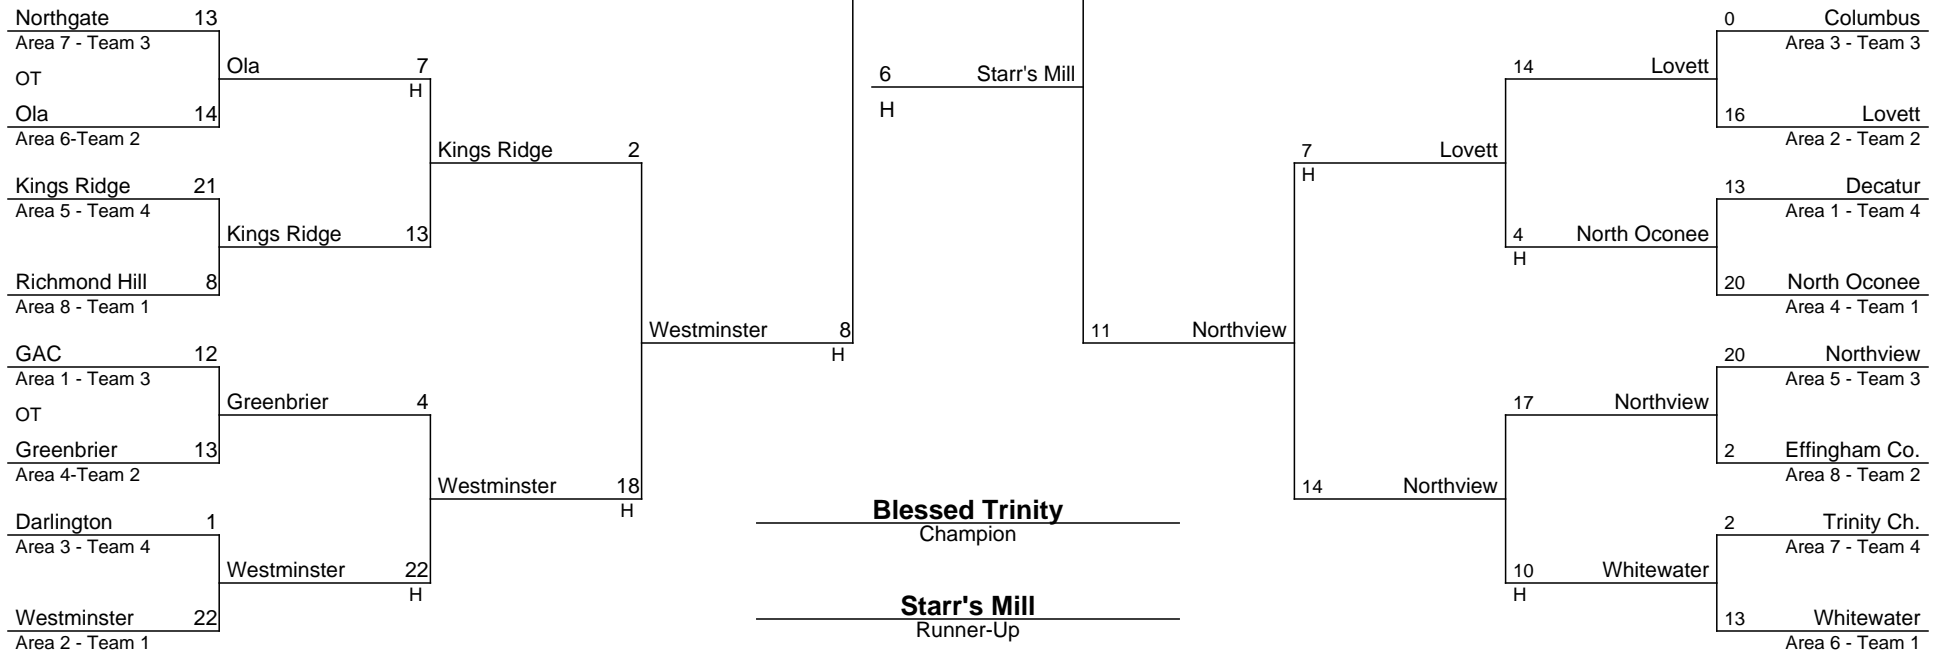 Northgate 13
Area 7 - Team 3
OT
Ola 14
Area 6-Team 2
Kings Ridge 21
Area 5 - Team 4
Richmond Hill 8
Area 8 - Team 1
GAC 12
Area 1 - Team 3
OT
Greenbrier 13
Area 4-Team 2
Darlington 1
Area 3 - Team 4
Westminster 22
Area 2 - Team 1
Ola 7
H
Kings Ridge 13
Greenbrier 4
Westminster 22
H
Kings Ridge 2
Westminster 18
H
Westminster 8
H
6 Starr's Mill
H
Blessed Trinity
Champion
Starr's Mill
Runner-Up
11 Northview
7 Lovett
H
14 Northview
14 Lovett
4 North Oconee
H
17 Northview
10 Whitewater
H
0 Columbus
Area 3 - Team 3
16 Lovett
Area 2 - Team 2
13 Decatur
Area 1 - Team 4
20 North Oconee
Area 4 - Team 1
20 Northview
Area 5 - Team 3
2 Effingham Co.
Area 8 - Team 2
2 Trinity Ch.
Area 7 - Team 4
13 Whitewater
Area 6 - Team 1